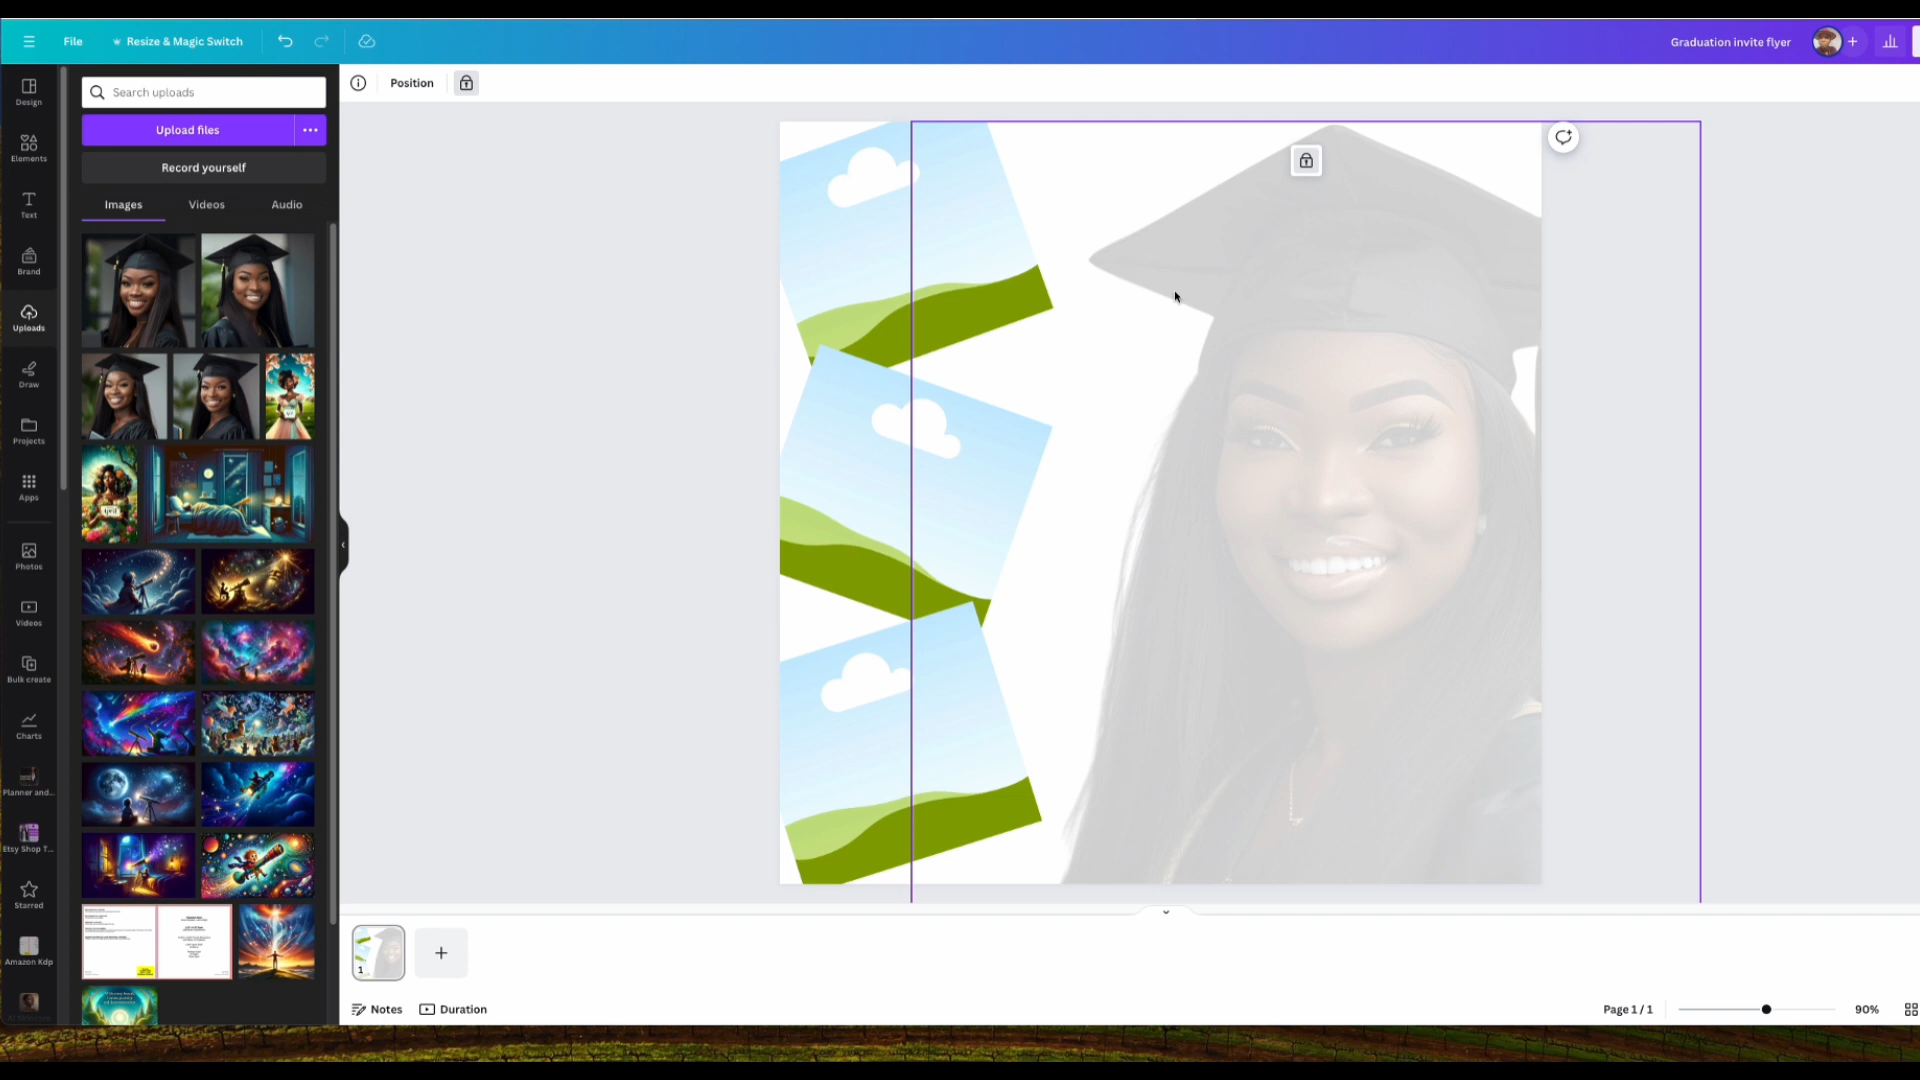 File
Resize & Magic Switch
Graduation invite flyer
Position
Search uploads
Upload files
Record yourself
Images
Videos
Audio
Design
Elements
Text
Brand
Uploads
Draw
Projects
Apps
Photos
Videos
Bulk create
Charts
Planner and...
Etsy Shop T...
Starred
Amazon Kdp
1
Notes
Duration
Page 1 / 1
90%